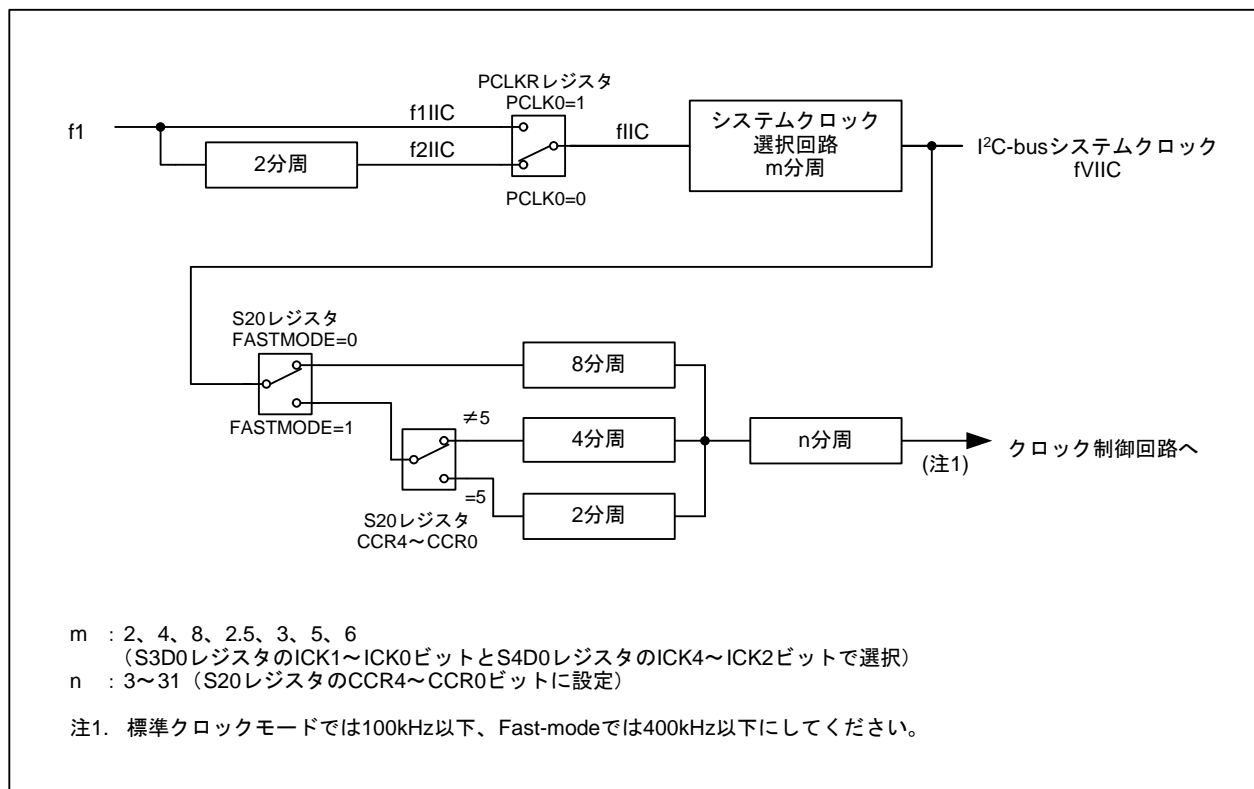 PCLKRレジスタ
PCLK0=1
f1
f1IIC
2分周
f2IIC
PCLK0=0
fIIC
システムクロック
選択回路
m分周
I²C-busシステムクロック
fVIIC
S20レジスタ
FASTMODE=0
FASTMODE=1
8分周
≠5
4分周
=5
2分周
S20レジスタ
CCR4～CCR0
n分周
(注1)
クロック制御回路へ
m ：2、4、8、2.5、3、5、6
（S3D0レジスタのICK1～ICK0ビットとS4D0レジスタのICK4～ICK2ビットで選択）
n ：3～31（S20レジスタのCCR4～CCR0ビットに設定）
注1. 標準クロックモードでは100kHz以下、Fast-modeでは400kHz以下にしてください。